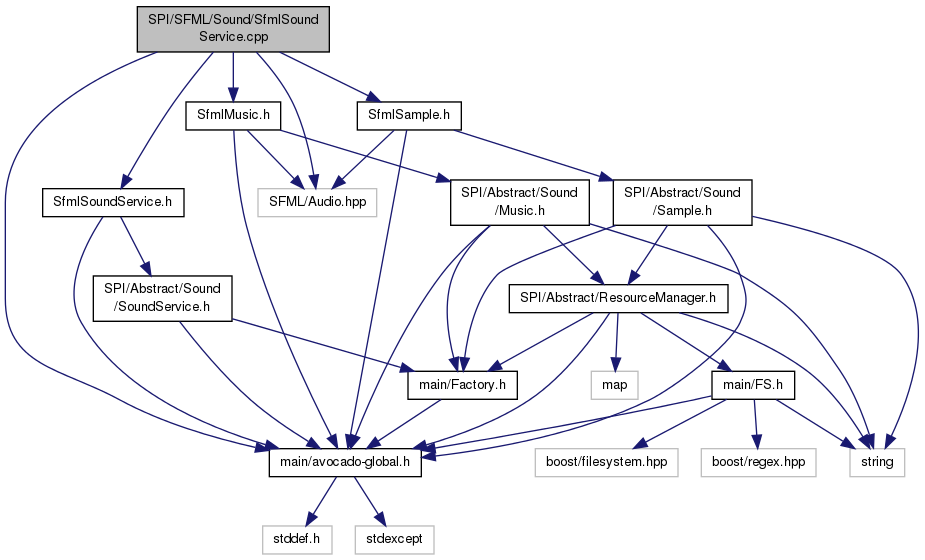 SPI/SFML/Sound/SfmlSound
Service.cpp
SfmlMusic.h
SfmlSample.h
SfmlSoundService.h
SFML/Audio.hpp
SPI/Abstract/Sound
/Music.h
SPI/Abstract/Sound
/Sample.h
SPI/Abstract/Sound
/SoundService.h
SPI/Abstract/ResourceManager.h
main/Factory.h
map
main/FS.h
main/avocado-global.h
boost/filesystem.hpp
boost/regex.hpp
string
stddef.h
stdexcept